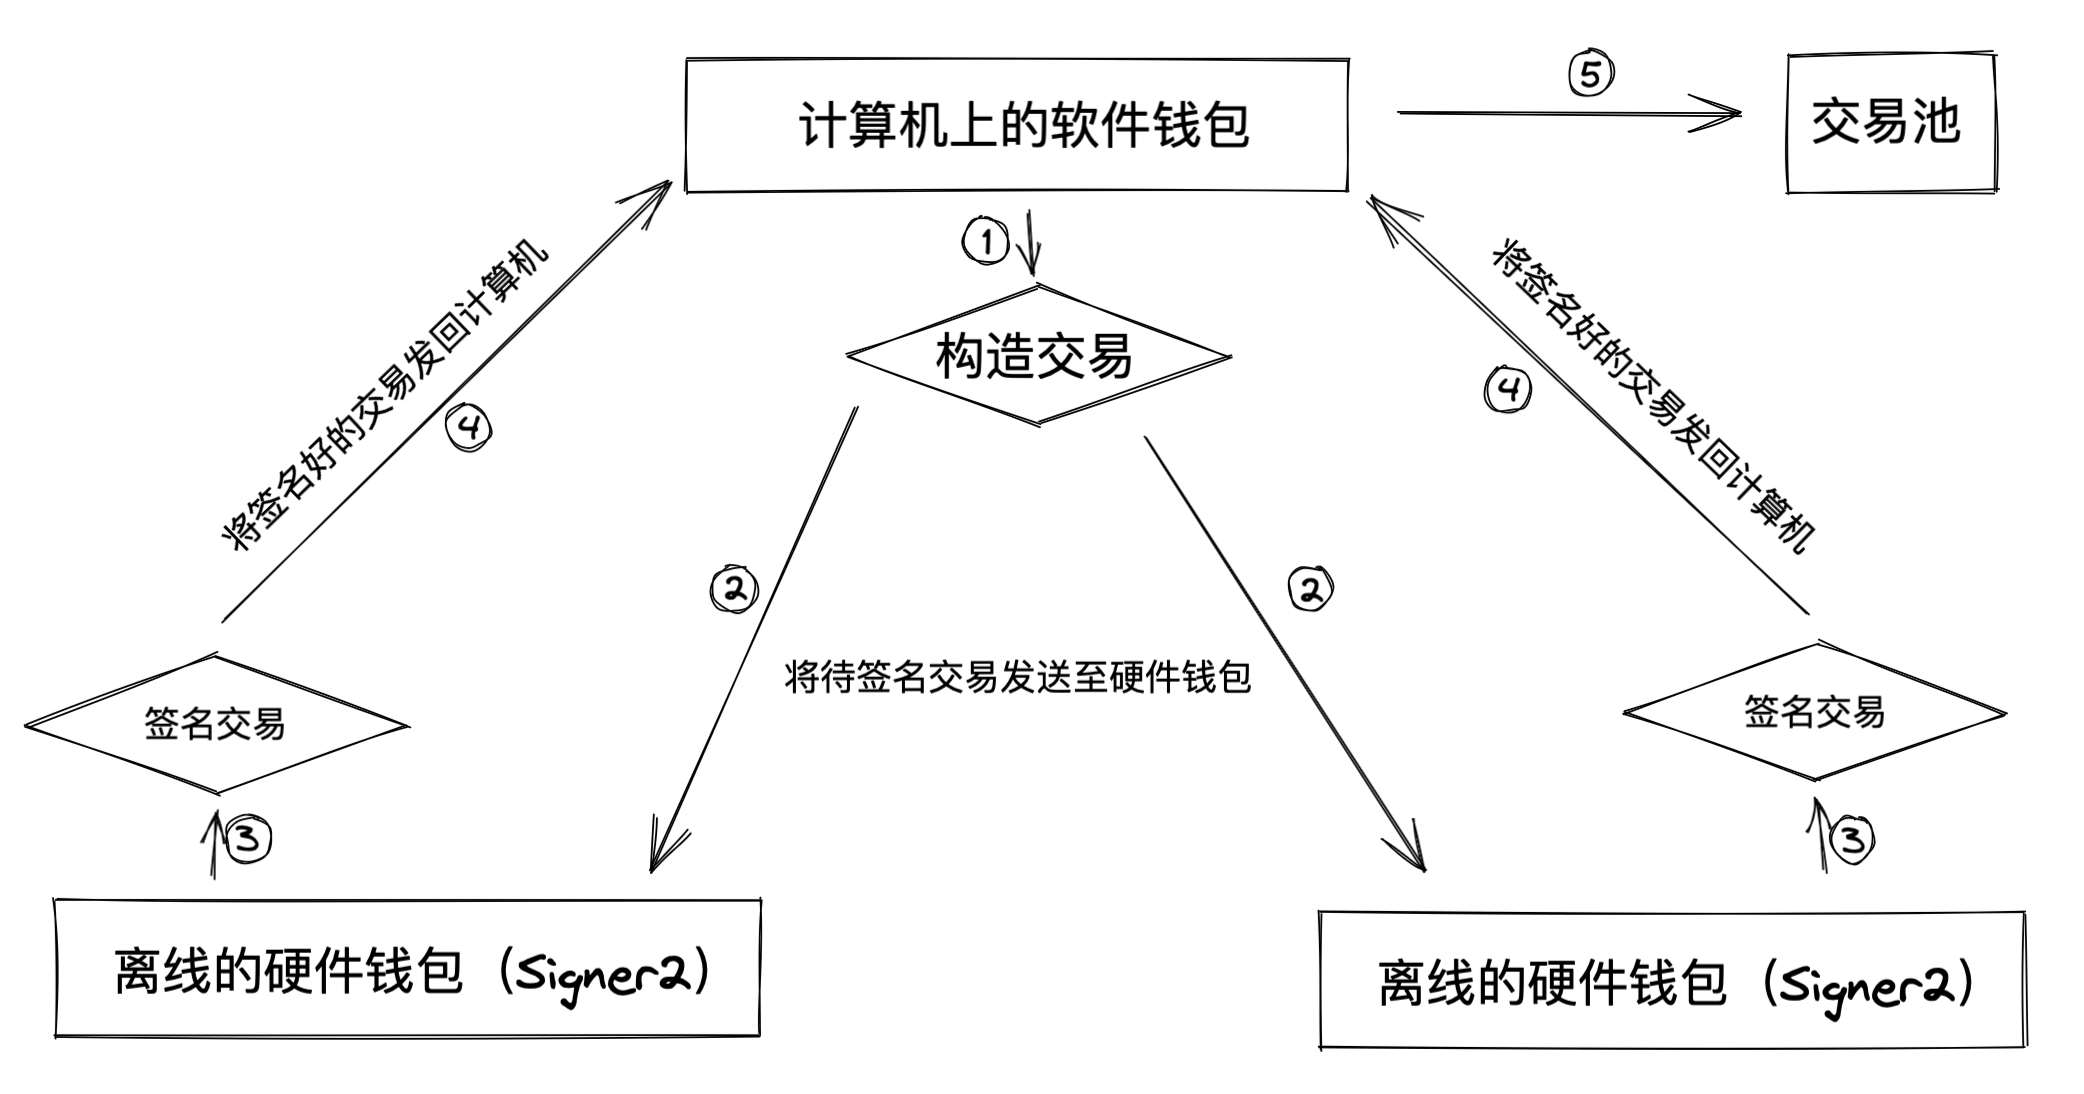 计算机上的软件钱包
5
交易池
1
构造交易
将签名好的交易发回计算机
4
将签名好的交易发回计算机
4
2
2
将待签名交易发送至硬件钱包
签名交易
签名交易
3
3
离线的硬件钱包（Signer2）
离线的硬件钱包（Signer2）